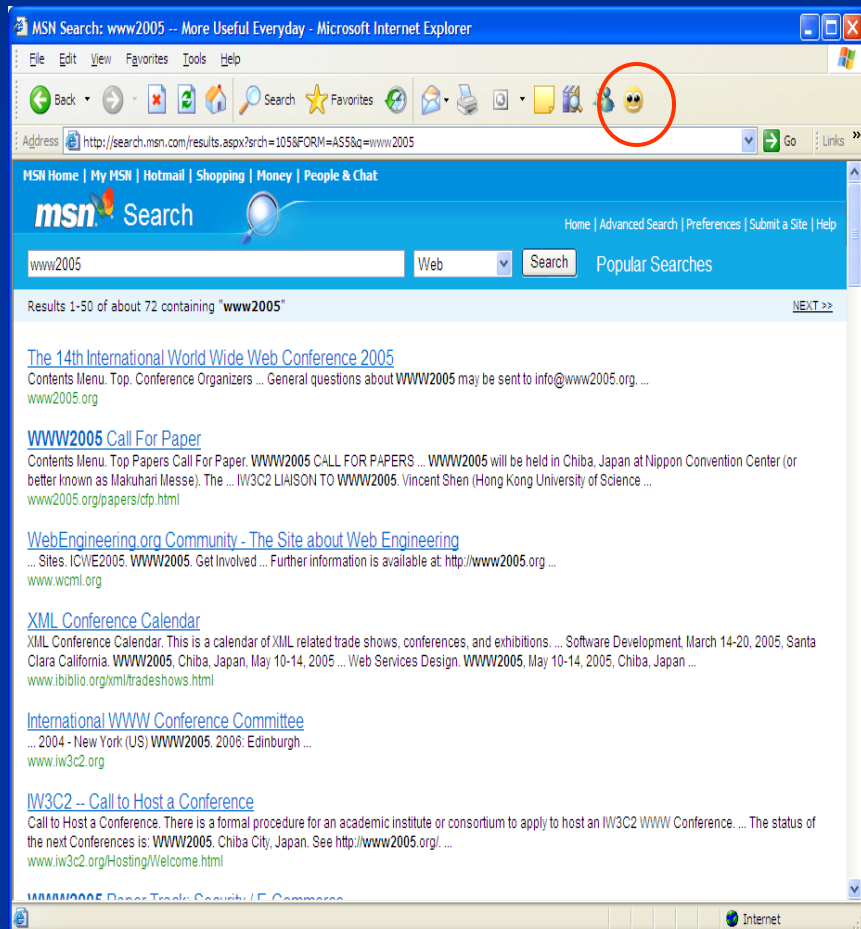 MSN Search: www2005 -- More Useful Everyday - Microsoft Internet Explorer
File Edit View Favorites Tools Help
Back Search Favorites
Address http://search.msn.com/results.aspx?srch=105&FORM=AS5&q=www2005 Go Links »
MSN Home | My MSN | Hotmail | Shopping | Money | People & Chat
msn Search
Home | Advanced Search | Preferences | Submit a Site | Help
www2005 Web Search Popular Searches
Results 1-50 of about 72 containing "www2005" NEXT >>
The 14th International World Wide Web Conference 2005
Contents Menu. Top. Conference Organizers ... General questions about WWW2005 may be sent to info@www2005.org. ...
www2005.org
WWW2005 Call For Paper
Contents Menu. Top Papers Call For Paper. WWW2005 CALL FOR PAPERS ... WWW2005 will be held in Chiba, Japan at Nippon Convention Center (or
better known as Makuhari Messe). The ... IW3C2 LIAISON TO WWW2005. Vincent Shen (Hong Kong University of Science ...
www2005.org/papers/cfp.html
WebEngineering.org Community - The Site about Web Engineering
... Sites. ICWE2005. WWW2005. Get Involved ... Further information is available at: http://www2005.org ...
www.wcml.org
XML Conference Calendar
XML Conference Calendar. This is a calendar of XML related trade shows, conferences, and exhibitions. ... Software Development, March 14-20, 2005, Santa
Clara California. WWW2005, Chiba, Japan, May 10-14, 2005 ... Web Services Design. WWW2005, May 10-14, 2005, Chiba, Japan ...
www.ibiblio.org/xml/tradeshows.html
International WWW Conference Committee
... 2004 - New York (US) WWW2005. 2006: Edinburgh ...
www.iw3c2.org
IW3C2 -- Call to Host a Conference
Call to Host a Conference. There is a formal procedure for an academic institute or consortium to apply to host an IW3C2 WWW Conference. ... The status of
the next Conferences is: WWW2005. Chiba City, Japan. See http://www2005.org/. ...
www.iw3c2.org/Hosting/Welcome.html
WWW2005 Paper Track: Security / E-Commerce
Internet